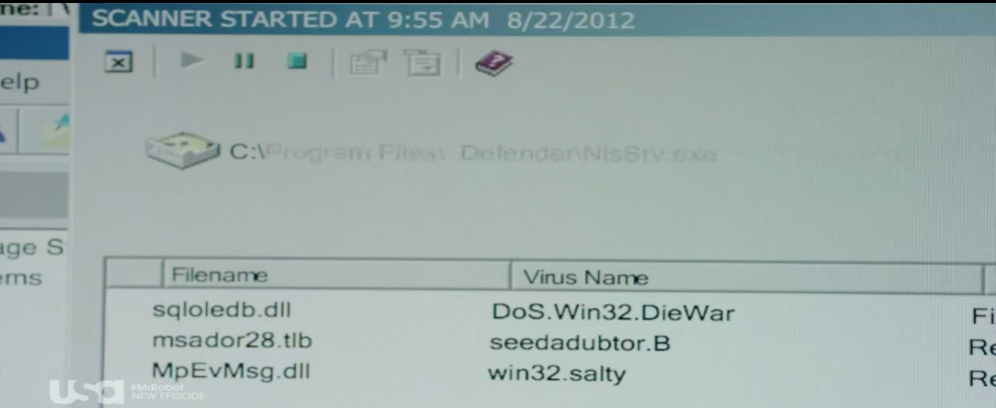 me:
SCANNER STARTED AT 9:55 AM 8/22/2012
elp
C:\Program Files\ Defender\NisSrv.exe
age S
ems
Filename Virus Name
sqloledb.dll DoS.Win32.DieWar Fi
msador28.tlb seedadubtor.B Re
MpEvMsg.dll win32.salty Re
usa #MrRobot
NEW EPISODE